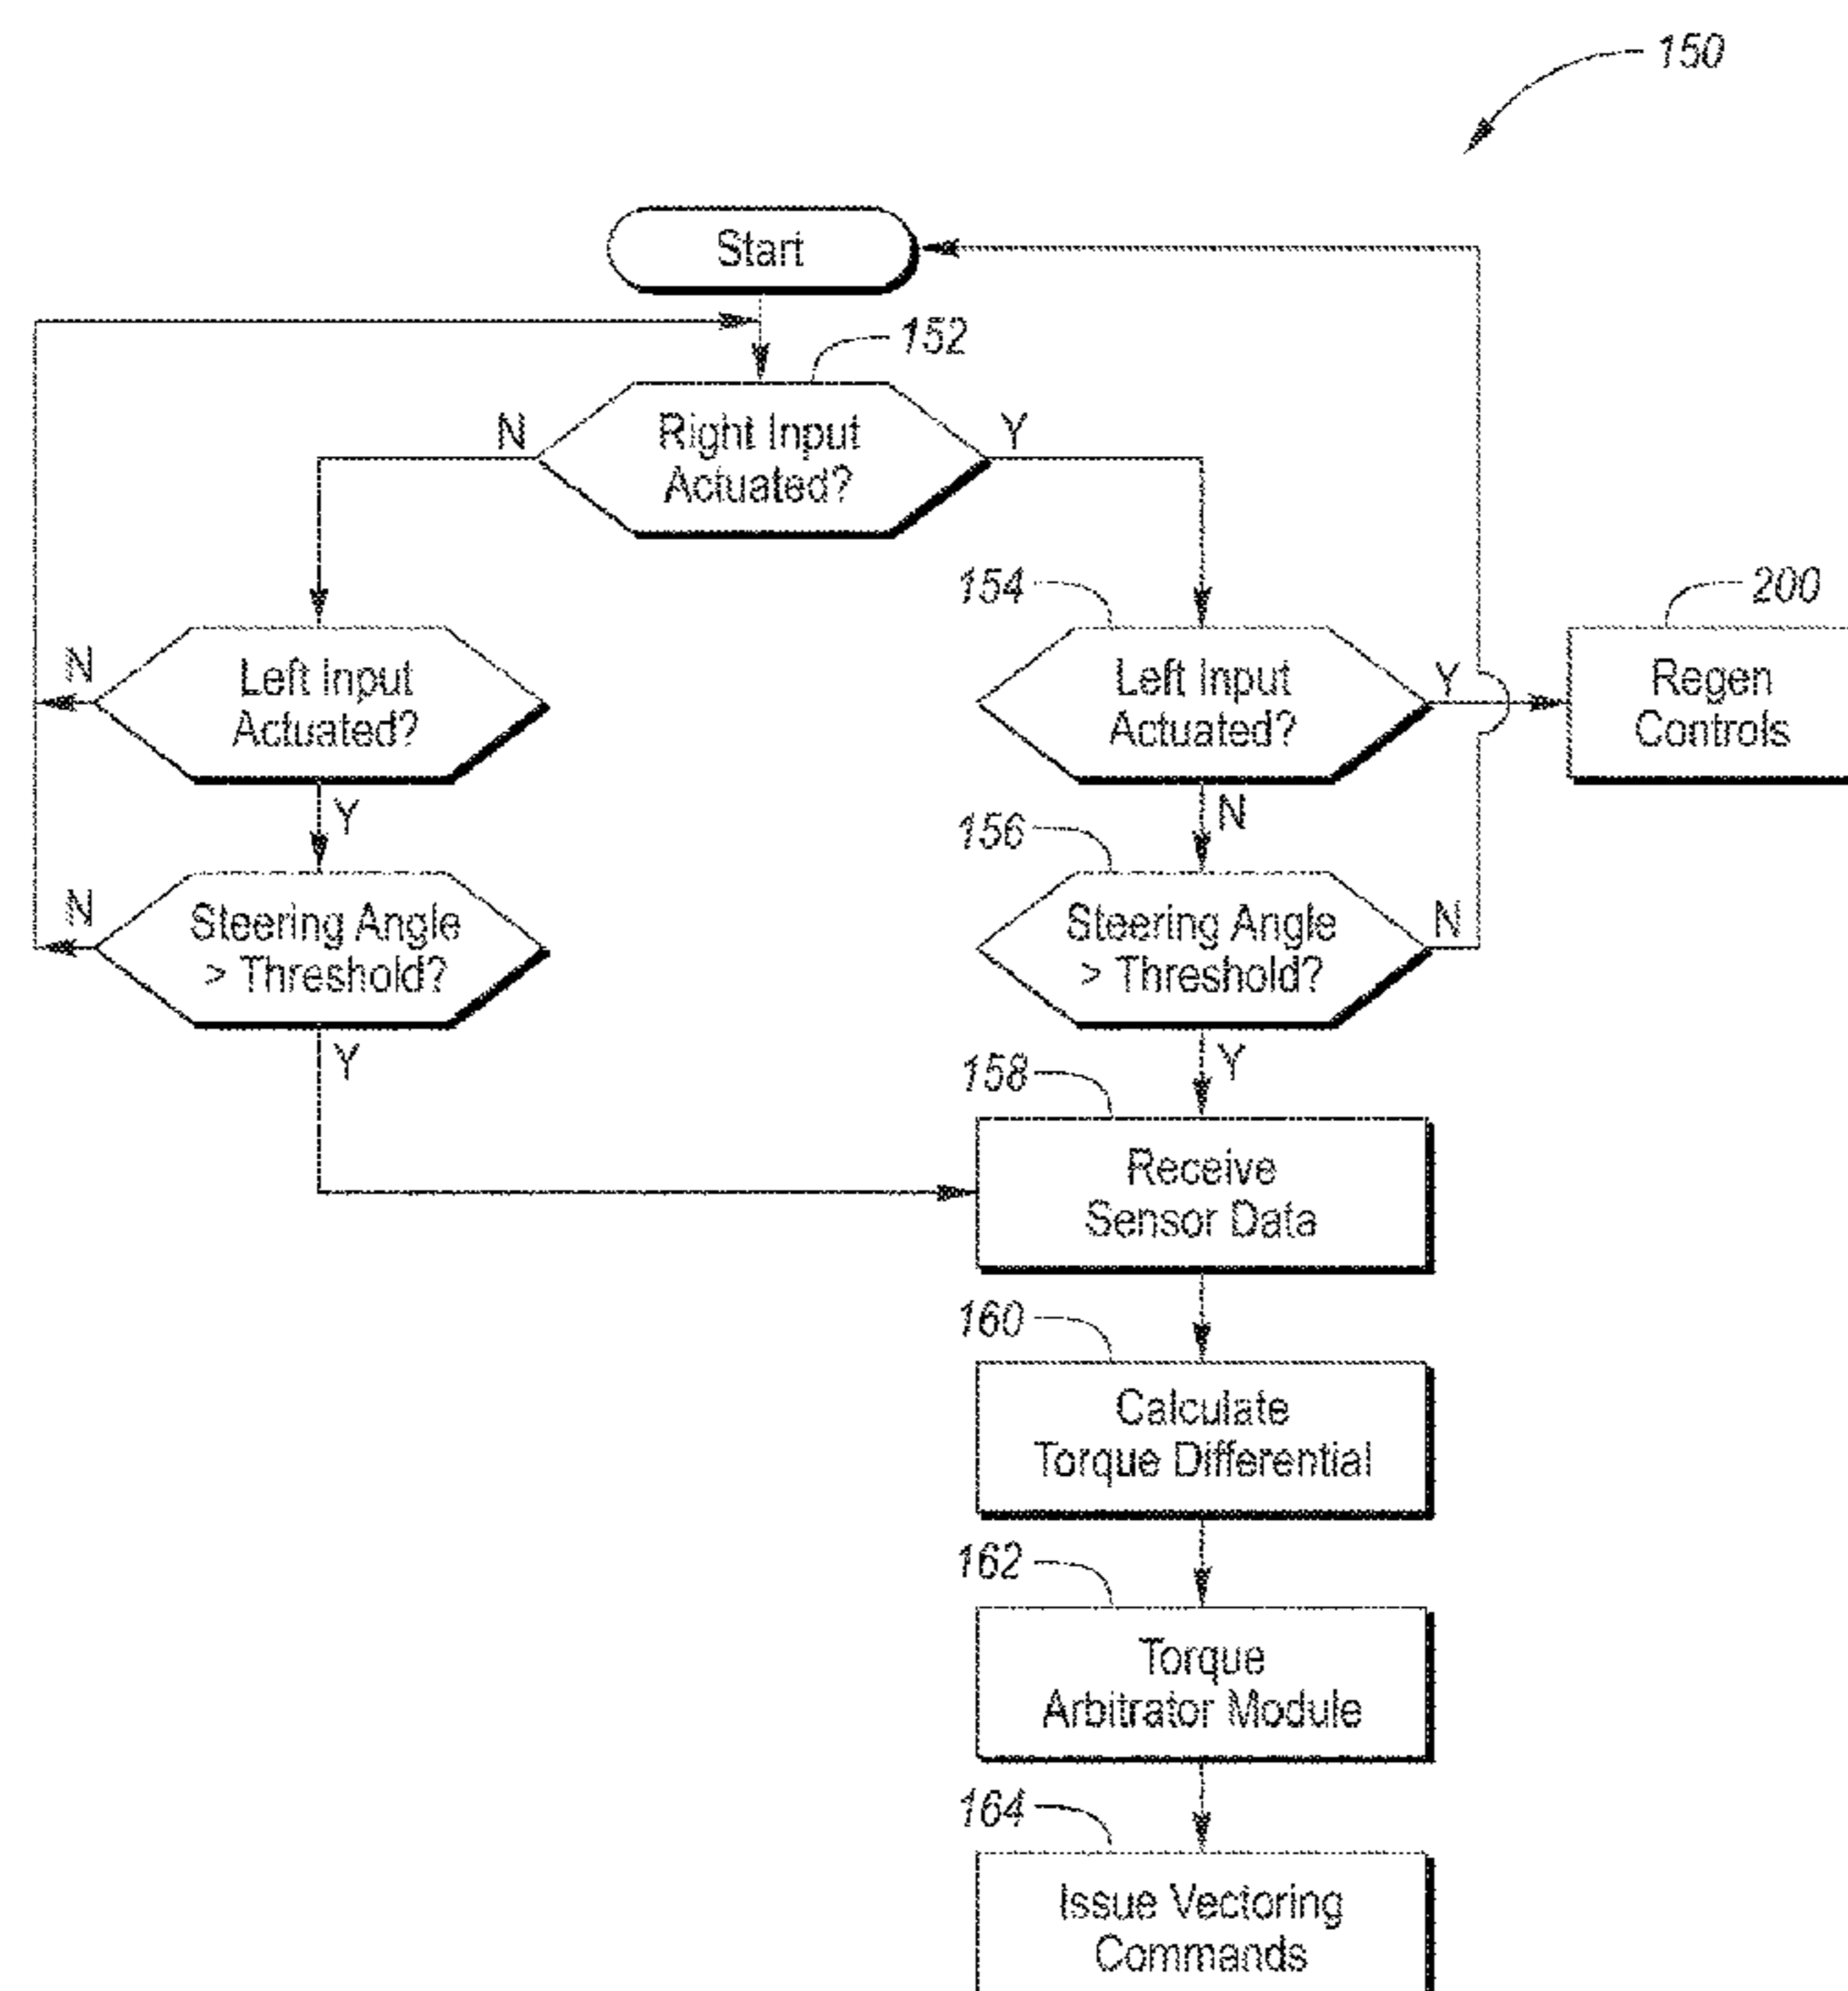 150
Start
152
N
Right Input
Actuated?
Y
154
200
N
Left Input
Actuated?
Left Input
Actuated?
Y
Regen
Controls
Y
N
156
N
Steering Angle
> Threshold?
Steering Angle
> Threshold?
N
Y
Y
158
Receive
Sensor Data
160
Calculate
Torque Differential
162
Torque
Arbitrator Module
164
Issue Vectoring
Commands